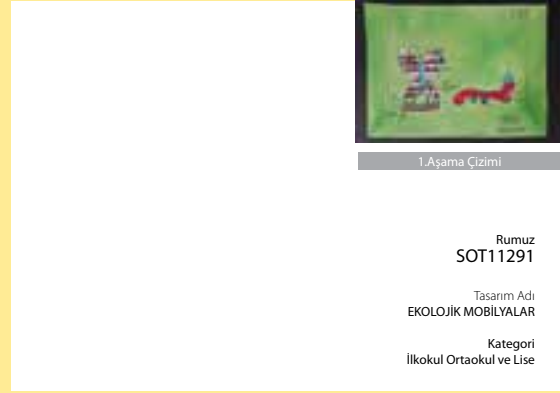 1.Aşama Çizimi
Rumuz
SOT11291
Tasarım Adı
EKOLOJİK MOBİLYALAR
Kategori
İlkokul Ortaokul ve Lise